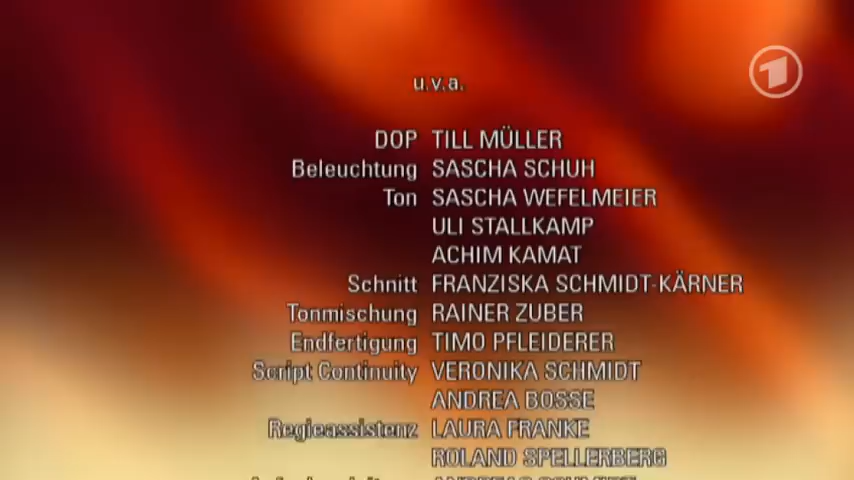 u.v.a.
DOP TILL MÜLLER
Beleuchtung SASCHA SCHUH
Ton SASCHA WEFELMEIER
ULI STALLKAMP
ACHIM KAMAT
Schnitt FRANZISKA SCHMIDT-KÄRNER
Tonmischung RAINER ZUBER
Endfertigung TIMO PFLEIDERER
Script Continuity VERONIKA SCHMIDT
ANDREA BOSSE
Regieassistenz LAURA FRANKE
ROLAND SPELLERBERG